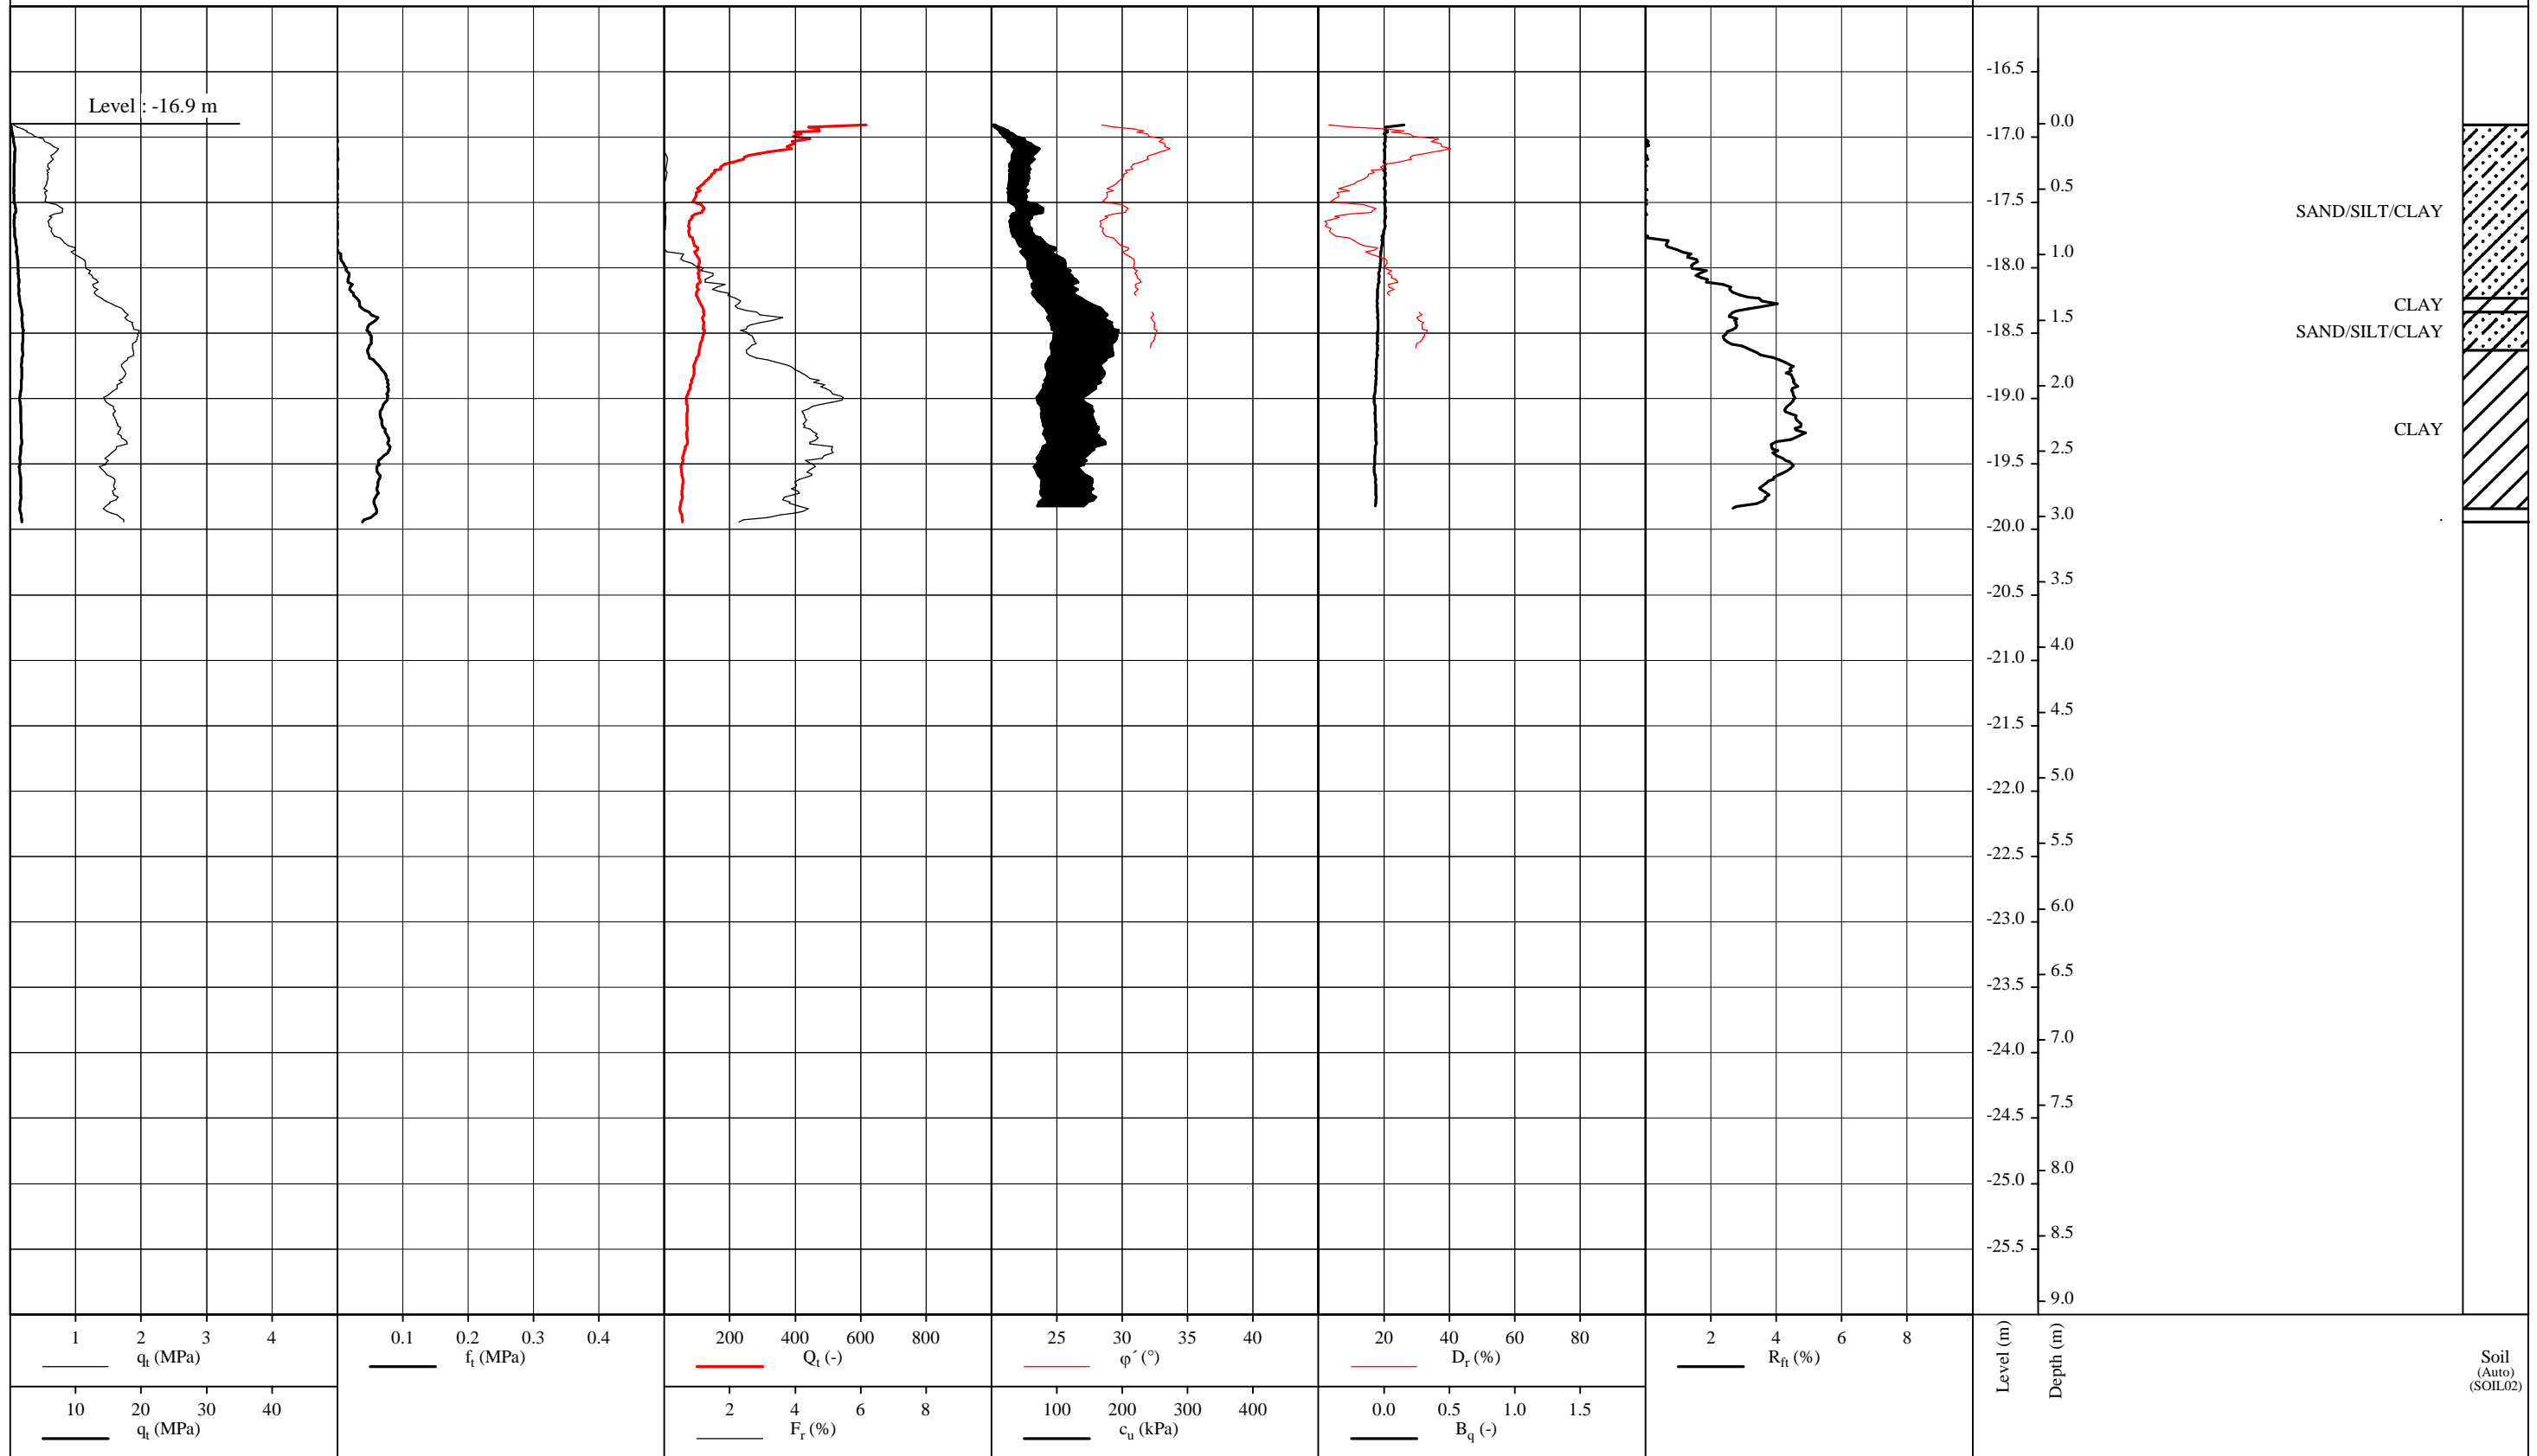 Level : -16.9 m
-16.5
0.0
-17.0
0.5
-17.5
SAND/SILT/CLAY
1.0
-18.0
CLAY
1.5
-18.5
SAND/SILT/CLAY
2.0
-19.0
CLAY
2.5
-19.5
3.0
.
-20.0
3.5
-20.5
4.0
-21.0
4.5
-21.5
5.0
-22.0
5.5
-22.5
6.0
-23.0
6.5
-23.5
7.0
-24.0
7.5
-24.5
8.0
-25.0
8.5
-25.5
9.0
1 2 3 4
qt (MPa)
10 20 30 40
qt (MPa)
0.1 0.2 0.3 0.4
ft (MPa)
200 400 600 800
Qt (-)
2 4 6 8
Fr (%)
25 30 35 40
φ´ (°)
100 200 300 400
cu (kPa)
20 40 60 80
Dr (%)
0.0 0.5 1.0 1.5
Bq (-)
2 4 6 8
Rft (%)
Level (m)
Depth (m)
Soil
(Auto)
(SOIL02)